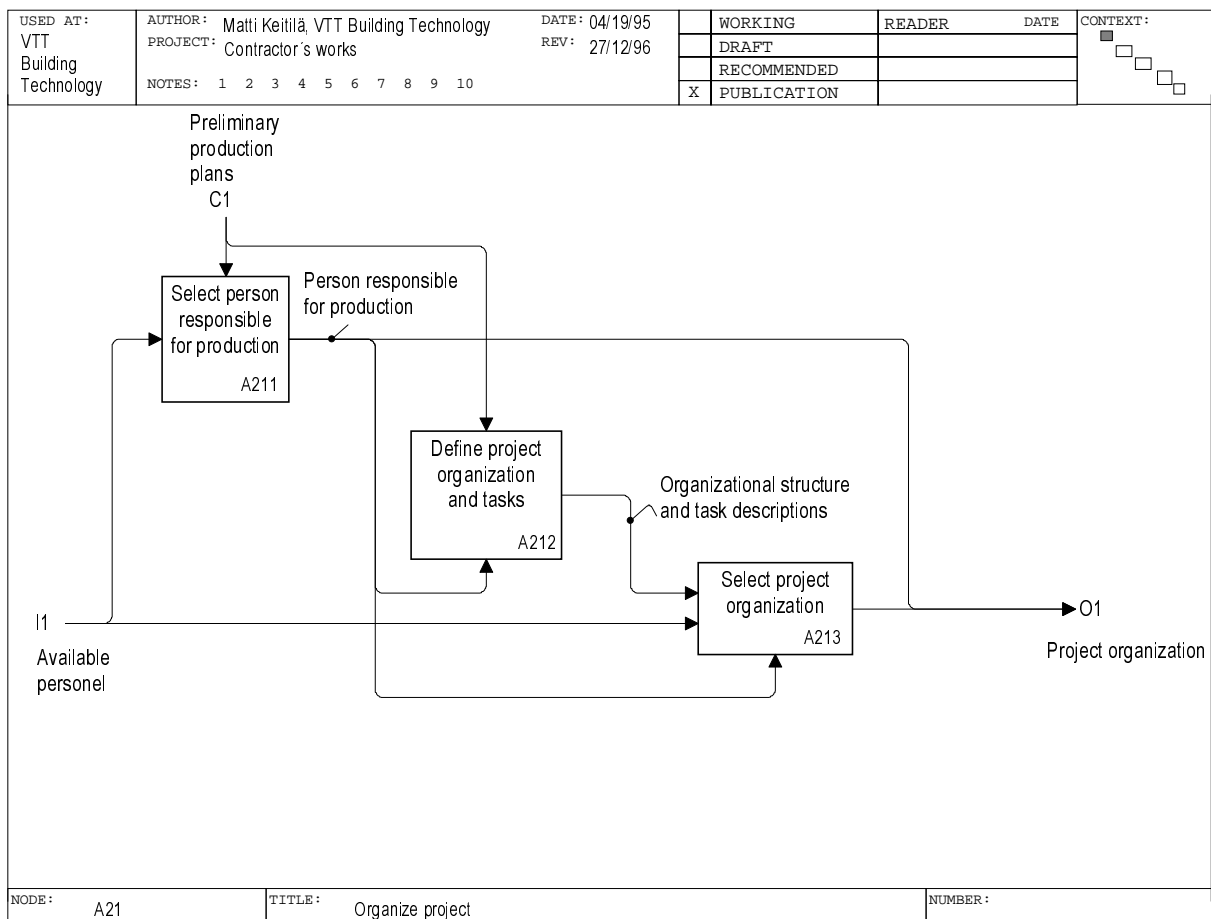 USED AT:
VTT
Building
Technology
AUTHOR: Matti Keitilä, VTT Building Technology
PROJECT: Contractor´s works
NOTES: 1 2 3 4 5 6 7 8 9 10
DATE: 04/19/95
REV: 27/12/96
WORKING
DRAFT
RECOMMENDED
X PUBLICATION
READER DATE
CONTEXT:
Preliminary
production
plans
C1
Select person
responsible
for production
A211
Person responsible
for production
Define project
organization
and tasks
A212
Organizational structure
and task descriptions
Select project
organization
A213
I1
Available
personel
O1
Project organization
NODE: A21
TITLE: Organize project
NUMBER: